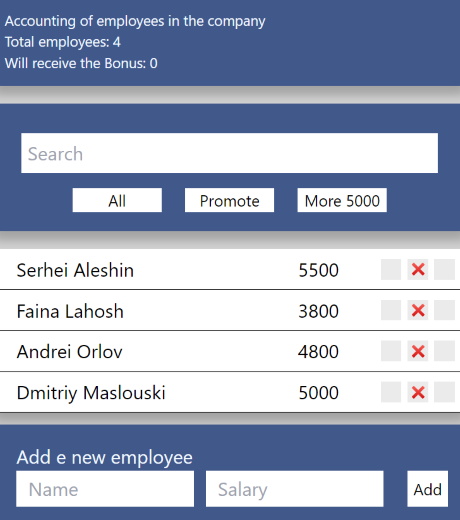 Accounting of employees in the company
Total employees: 4
Will receive the Bonus: 0
Search
All Promote More 5000
Serhei Aleshin 5500
Faina Lahosh 3800
Andrei Orlov 4800
Dmitriy Maslouski 5000
Add e new employee
Name Salary Add